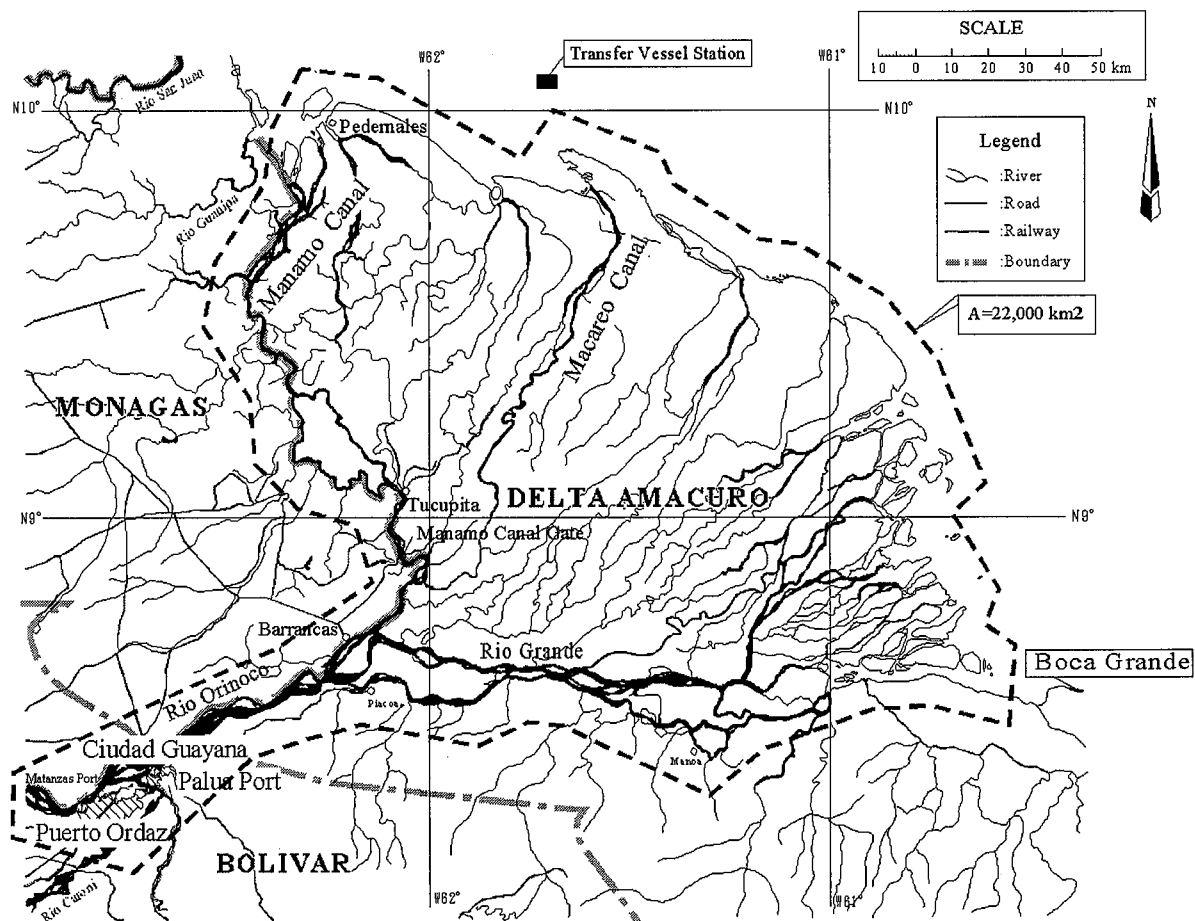 SCALE
10 0 10 20 30 40 50 km
W62°
W61°
Transfer Vessel Station
Rio San Juan
N10°
N10°
Pedernales
N
Legend
:River
:Road
:Railway
:Boundary
Rio Guanipa
Manamo Canal
Macareo Canal
A=22,000 km2
MONAGAS
DELTA AMACURO
Tucupita
N9°
N9°
Manamo Canal Gate
Barrancas
Rio Grande
Boca Grande
Rio Orinoco
Piacoa
Ciudad Guayana
Manoa
Matanzas Port
Palua Port
Puerto Ordaz
BOLIVAR
Rio Caroni
W62°
W61°